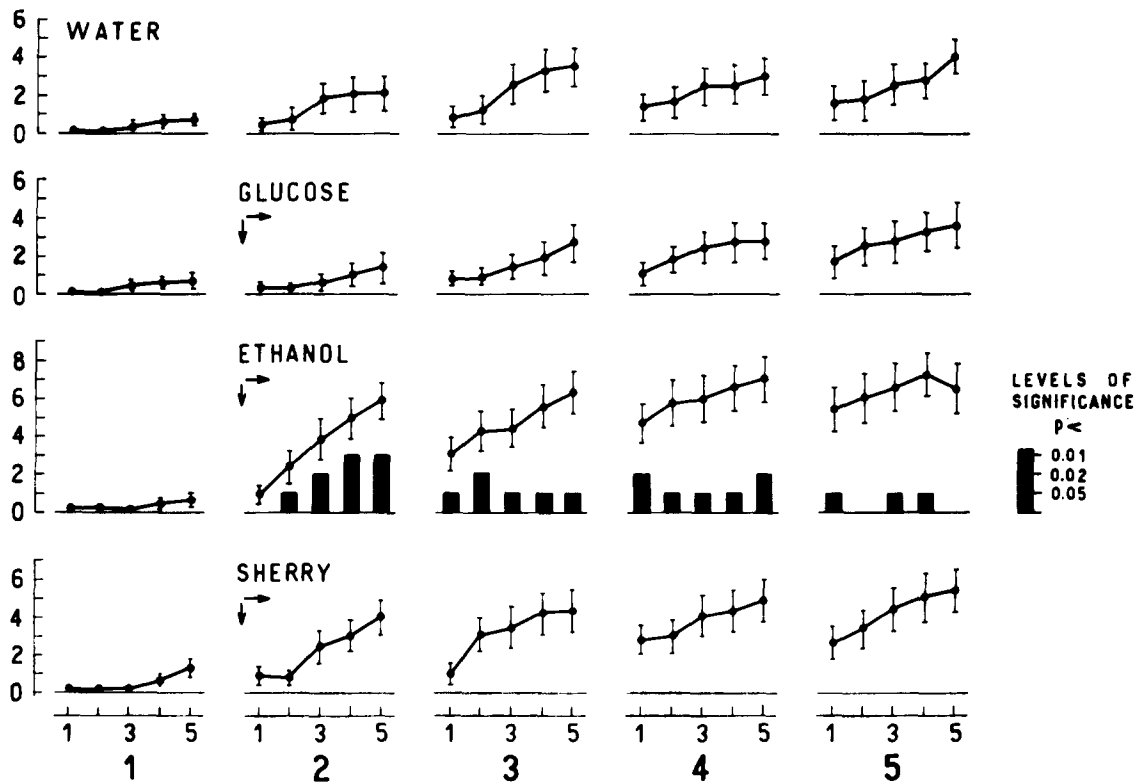 WATER
6
4
2
0
GLUCOSE
6
4
2
0
ETHANOL
8
6
4
2
0
LEVELS OF
SIGNIFICANCE
P<
0.01
0.02
0.05
SHERRY
6
4
2
0
1 3 5 1 3 5 1 3 5 1 3 5 1 3 5
1 2 3 4 5